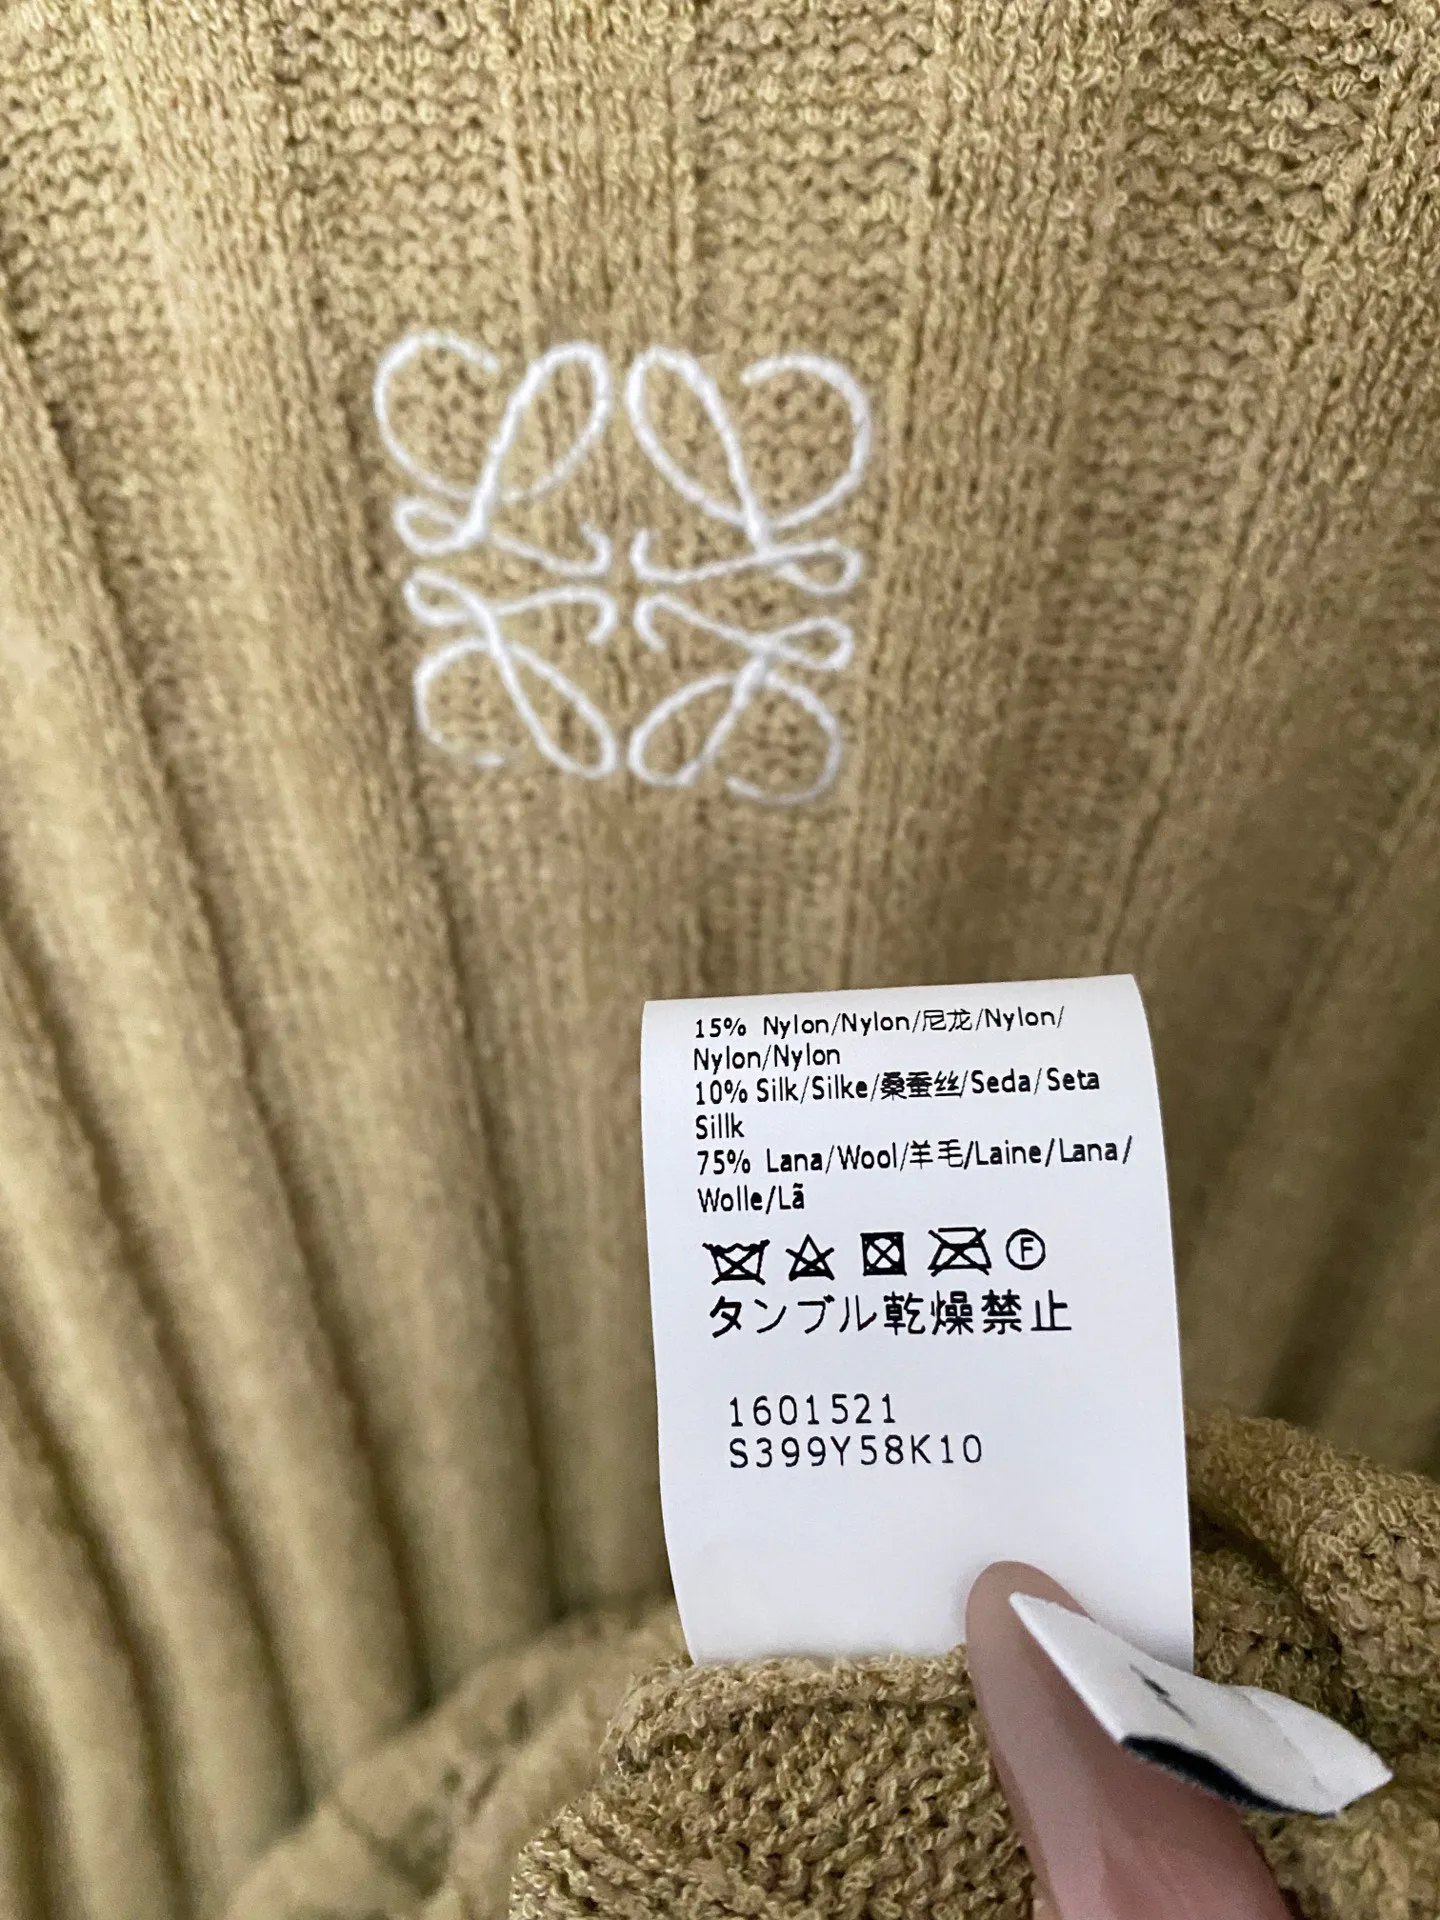 15% Nylon/Nylon/尼龙/Nylon/
Nylon/Nylon
10% Silk/Silke/桑蚕丝/Seda/Seta
Sillk
75% Lana/Wool/羊毛/Laine/Lana/
Wolle/Lã
F
タンブル乾燥禁止
1601521
S399Y58K10